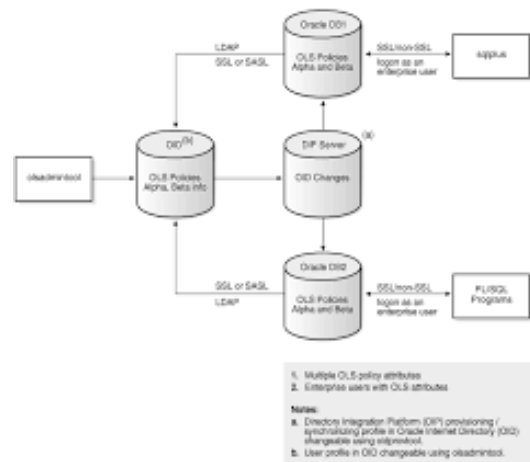 Oracle DB1
OLS Policies
Alpha and Beta
LDAP
SSL or SASL
SSL/non-SSL
logon as an
enterprise user
sqlplus
OID (b)
OLS Policies
Alpha, Beta info
DIP Server
(a)
OID Changes
olsadmintool
Oracle DB2
OLS Policies
Alpha and Beta
SSL or SASL
LDAP
SSL/non-SSL
logon as an
enterprise user
PL/SQL
Programs
1. Multiple OLS policy attributes
2. Enterprise users with OLS attributes
Notes:
a. Directory Integration Platform (DIP) provisioning /
synchronizing profile in Oracle Internet Directory (OID)
changeable using oidprovtool.
b. User profile in OID changeable using olsadmintool.